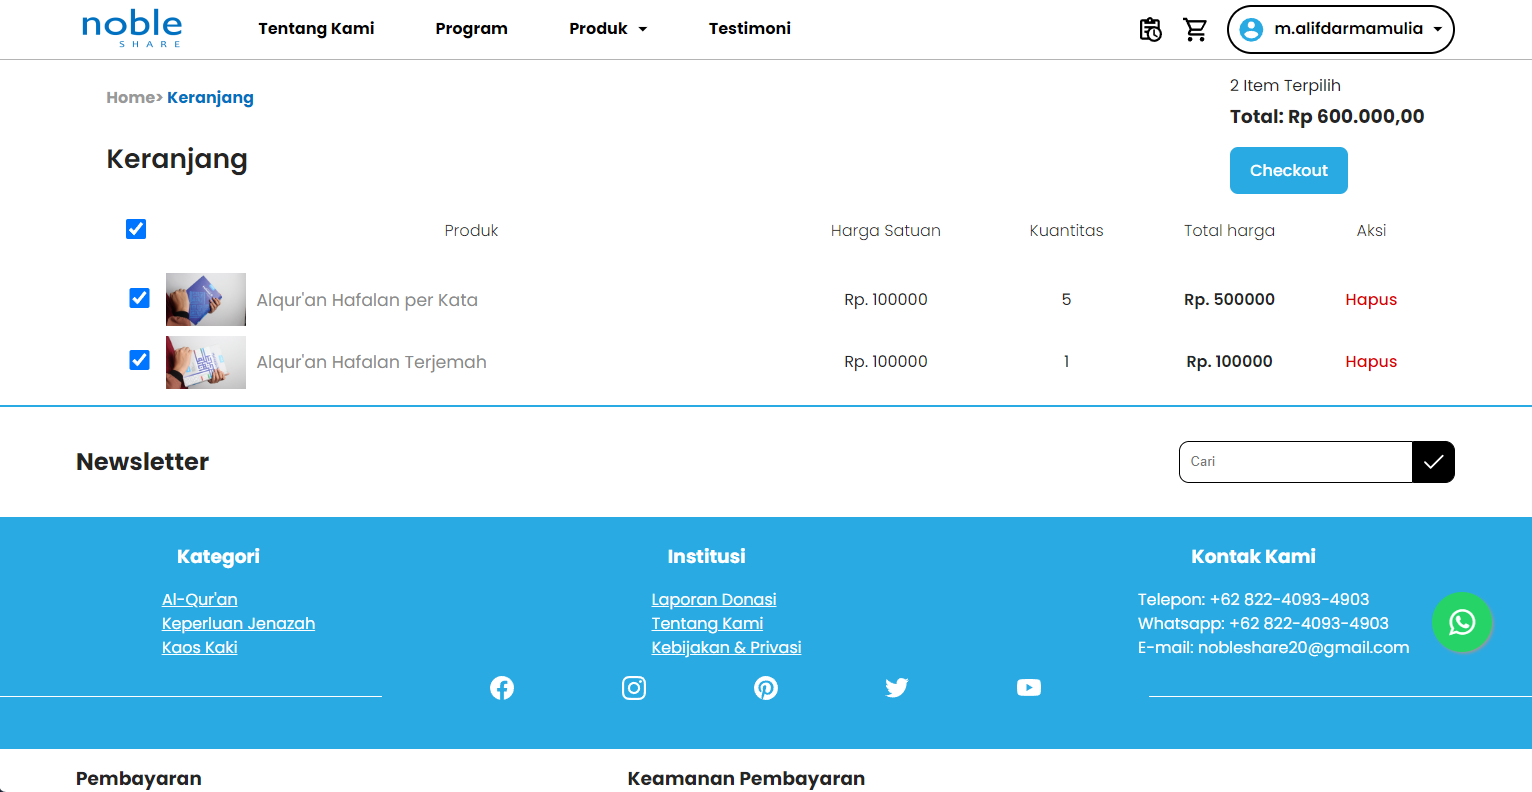 noble
SHARE
Tentang Kami Program Produk Testimoni m.alifdarmamulia
Home> Keranjang
2 Item Terpilih
Total: Rp 600.000,00
Keranjang
Checkout
Produk Harga Satuan Kuantitas Total harga Aksi
Alqur'an Hafalan per Kata Rp. 100000 5 Rp. 500000 Hapus
Alqur'an Hafalan Terjemah Rp. 100000 1 Rp. 100000 Hapus
Newsletter Cari
Kategori Institusi Kontak Kami
Al-Qur'an Laporan Donasi Telepon: +62 822-4093-4903
Keperluan Jenazah Tentang Kami Whatsapp: +62 822-4093-4903
Kaos Kaki Kebijakan & Privasi E-mail: nobleshare20@gmail.com
Pembayaran Keamanan Pembayaran